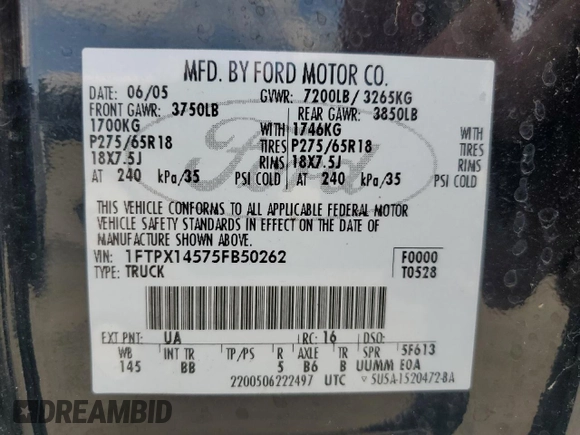 MFD. BY FORD MOTOR CO.
DATE: 06/05 GVWR: 7200LB/ 3265KG
FRONT GAWR: 3750LB REAR GAWR: 3850LB
1700KG WITH 1746KG WITH
P275/65R18 TIRES P275/65R18 TIRES
18X7.5J RIMS 18X7.5J RIMS
AT 240 kPa/35 PSI COLD AT 240 kPa/35 PSI COLD
THIS VEHICLE CONFORMS TO ALL APPLICABLE FEDERAL MOTOR
VEHICLE SAFETY STANDARDS IN EFFECT ON THE DATE OF
MANUFACTURE SHOWN ABOVE.
VIN: 1FTPX14575FB50262 F0000
TYPE: TRUCK T0528
EXT PNT: UA RC: 16 DSO:
WB INT TR TP/PS R AXLE TR SPR 5F613
145 BB 5 B6 B UUMM E0A
2200506222497 UTC 5USA-1520472-BA
Ford
DREAMBID